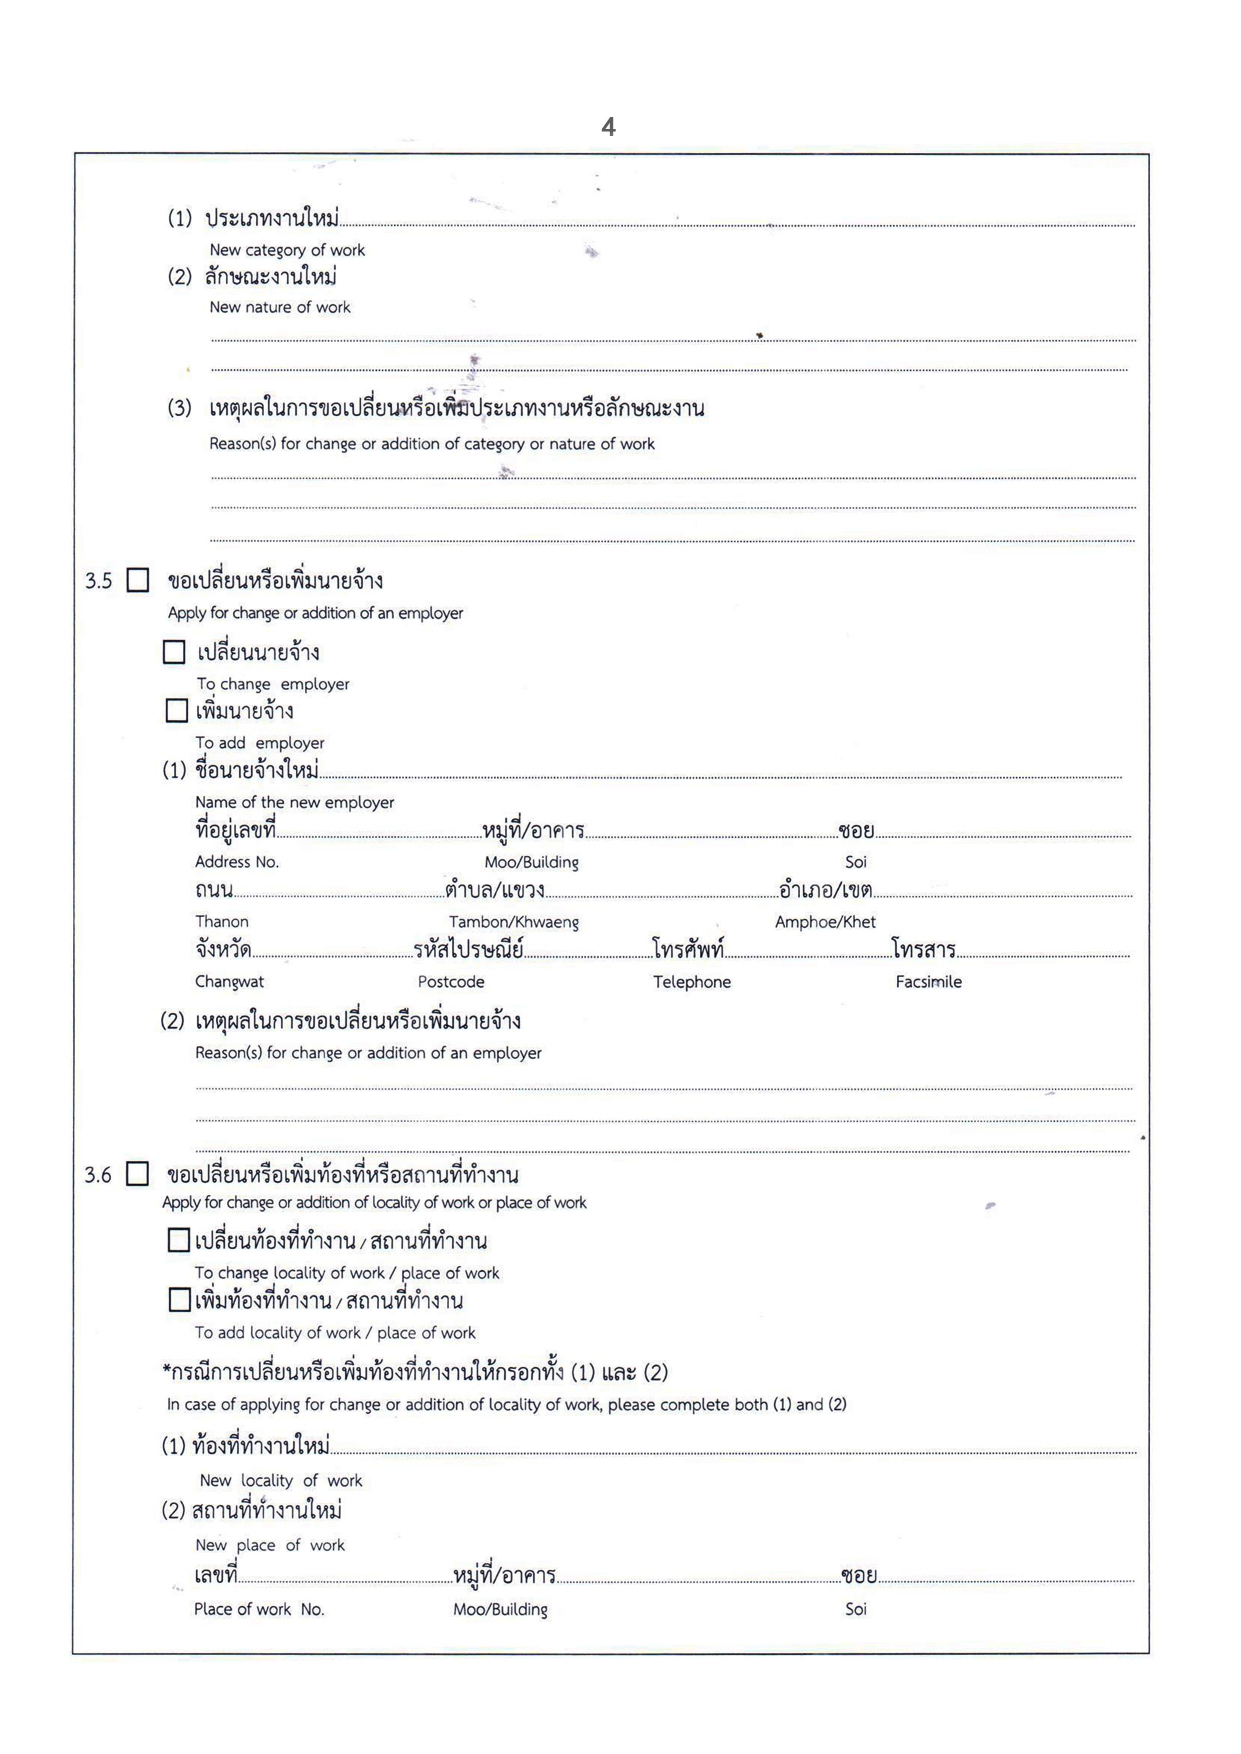 4
(1) ประเภทงานใหม่
New category of work
(2) ลักษณะงานใหม่
New nature of work
(3) เหตุผลในการขอเปลี่ยนหรือเพิ่มประเภทงานหรือลักษณะงาน
Reason(s) for change or addition of category or nature of work
3.5 ขอเปลี่ยนหรือเพิ่มนายจ้าง
Apply for change or addition of an employer
เปลี่ยนนายจ้าง
To change employer
เพิ่มนายจ้าง
To add employer
(1) ชื่อนายจ้างใหม่
Name of the new employer
ที่อยู่เลขที่ หมู่ที่/อาคาร ซอย
Address No. Moo/Building Soi
ถนน ตำบล/แขวง อำเภอ/เขต
Thanon Tambon/Khwaeng Amphoe/Khet
จังหวัด รหัสไปรษณีย์ โทรศัพท์ โทรสาร
Changwat Postcode Telephone Facsimile
(2) เหตุผลในการขอเปลี่ยนหรือเพิ่มนายจ้าง
Reason(s) for change or addition of an employer
3.6 ขอเปลี่ยนหรือเพิ่มท้องที่หรือสถานที่ทำงาน
Apply for change or addition of locality of work or place of work
เปลี่ยนท้องที่ทำงาน / สถานที่ทำงาน
To change locality of work / place of work
เพิ่มท้องที่ทำงาน / สถานที่ทำงาน
To add locality of work / place of work
*กรณีการเปลี่ยนหรือเพิ่มท้องที่ทำงานให้กรอกทั้ง (1) และ (2)
In case of applying for change or addition of locality of work, please complete both (1) and (2)
(1) ท้องที่ทำงานใหม่
New locality of work
(2) สถานที่ทำงานใหม่
New place of work
เลขที่ หมู่ที่/อาคาร ซอย
Place of work No. Moo/Building Soi